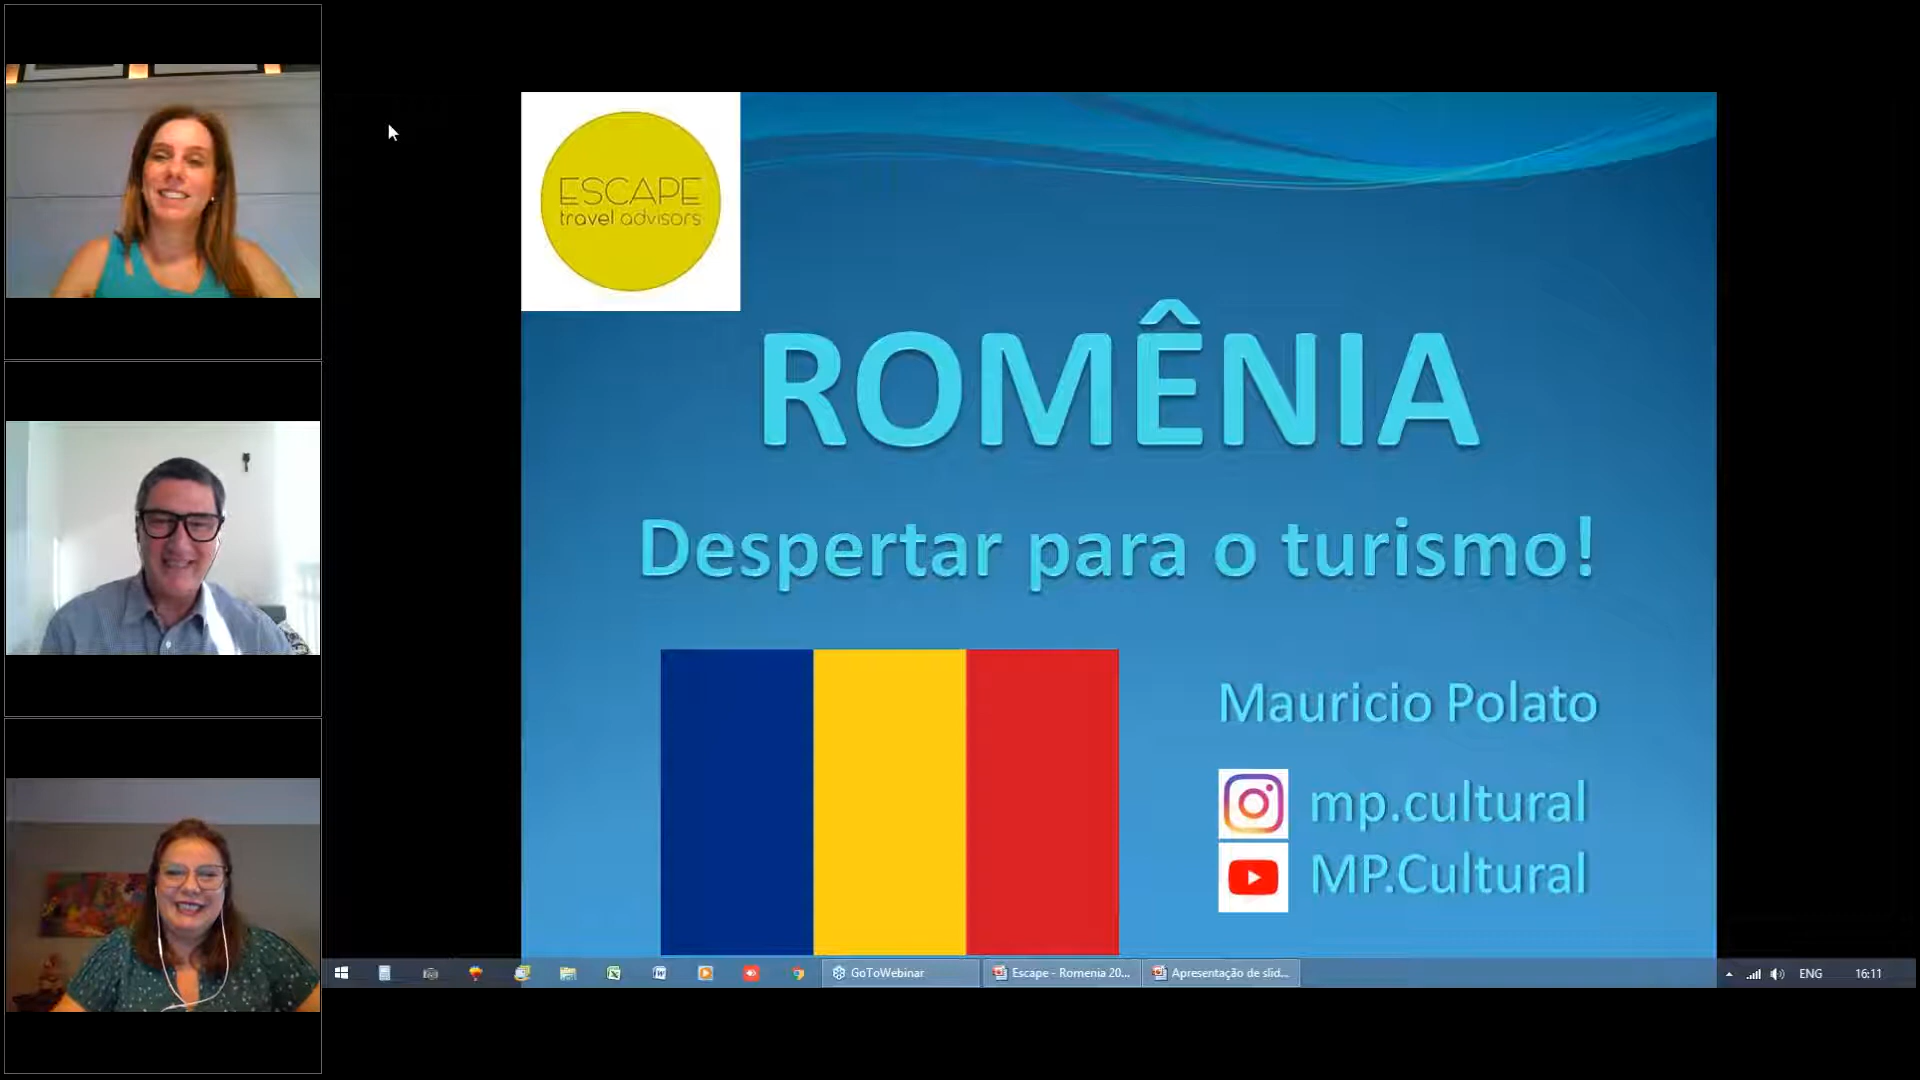 ESCAPE
travel advisors
ROMÊNIA
Despertar para o turismo!
Mauricio Polato
mp.cultural
MP.Cultural
GoToWebinar
Escape - Romenia 20...
Apresentação de slid...
ENG
16:11